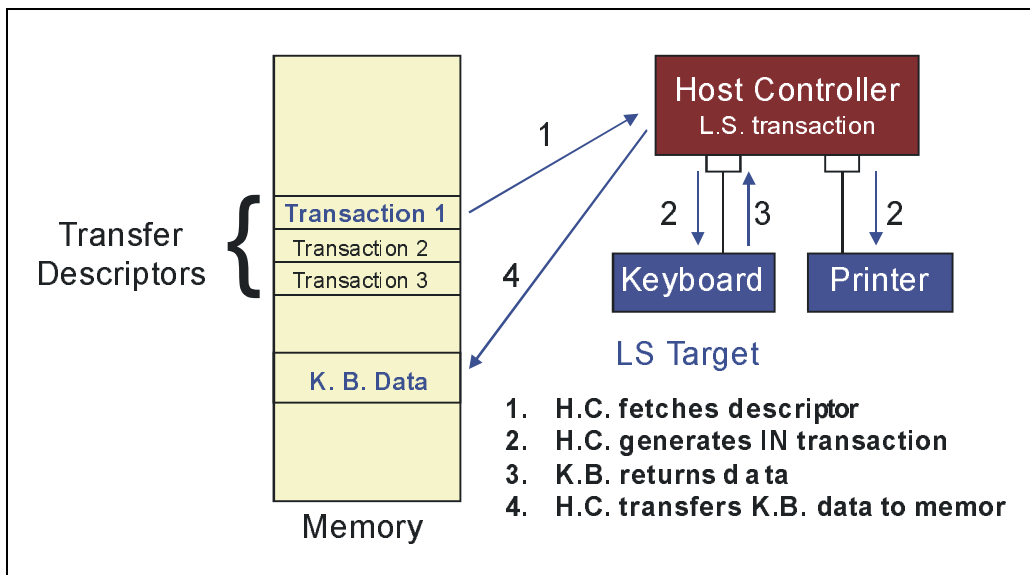 Host Controller
L.S. transaction
1
2
3
2
Transfer
Descriptors
{
Transaction 1
Transaction 2
Transaction 3
4
Keyboard
Printer
LS Target
K. B. Data
Memory
1. H.C. fetches descriptor
2. H.C. generates IN transaction
3. K.B. returns data
4. H.C. transfers K.B. data to memor